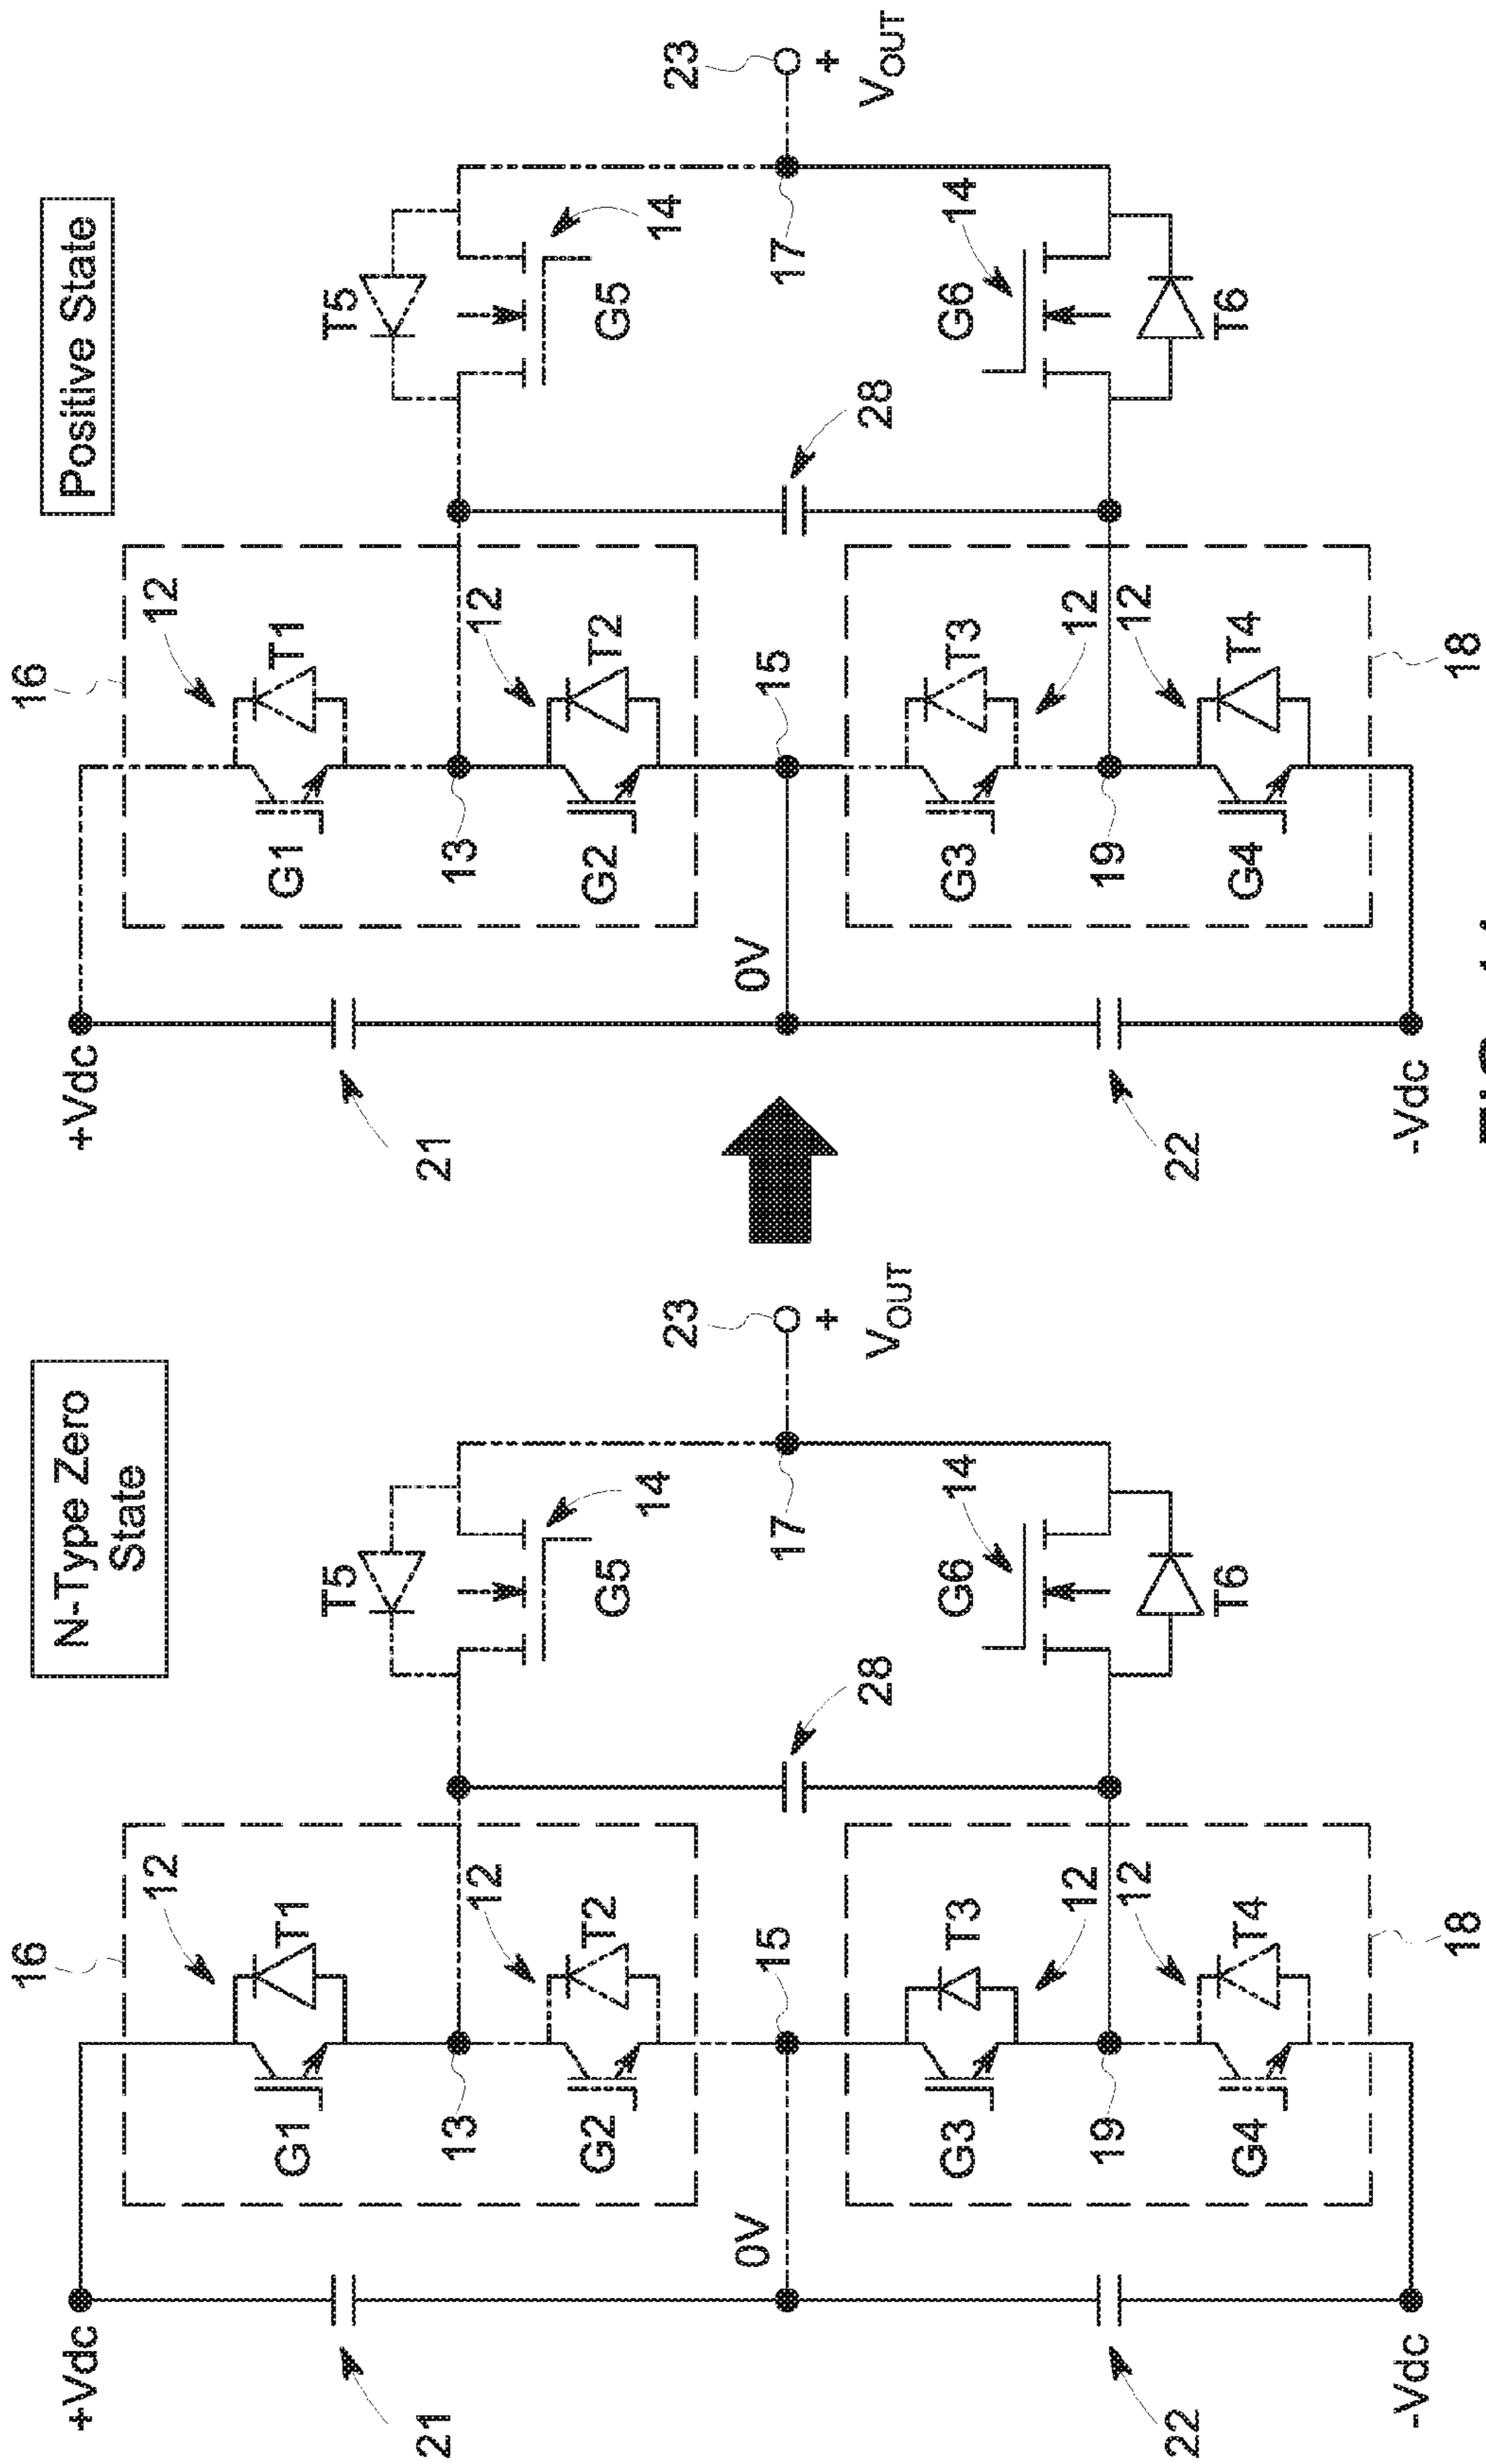 N-Type Zero
State
16
12
T1
G1
+Vdc
21
13
12
T2
G2
T5
14
G5
28
0V
15
17
23
+
VOUT
G6
14
T6
G3
T3
12
19
12
G4
T4
18
22
-Vdc
Positive State
16
12
T1
G1
+Vdc
21
13
12
T2
G2
T5
14
G5
28
0V
15
17
23
+
VOUT
G6
14
T6
G3
T3
12
19
12
G4
T4
18
22
-Vdc